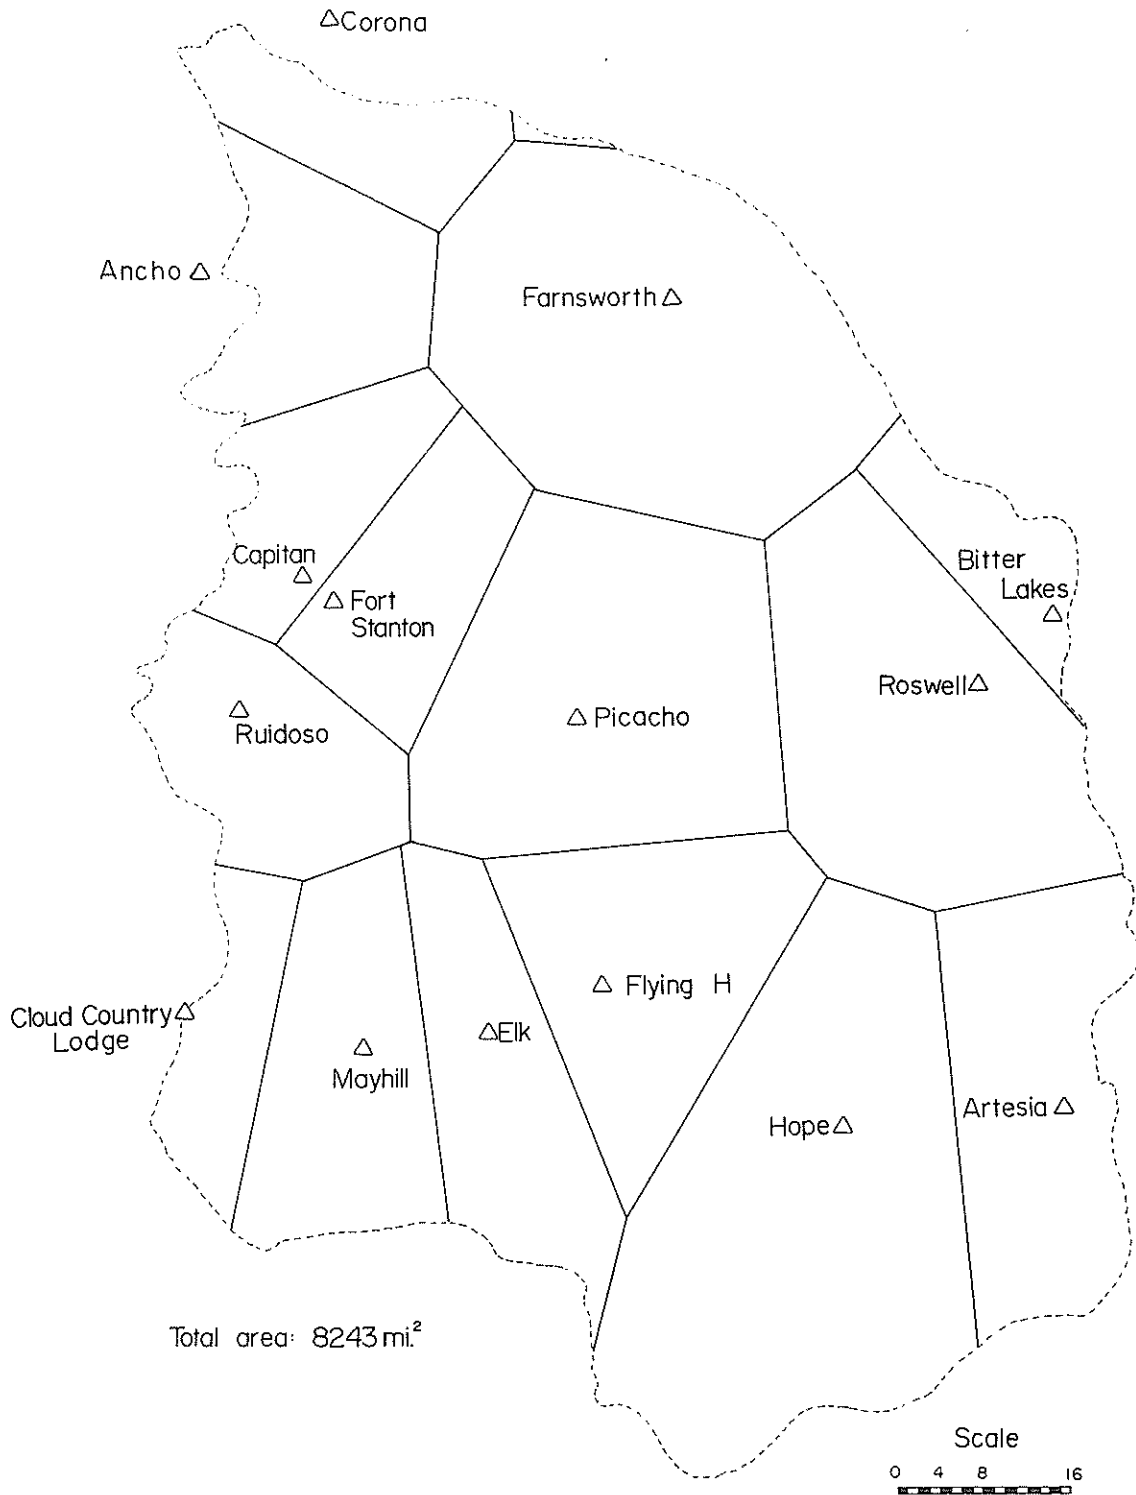 Corona
Ancho
Farnsworth
Capitan
Fort
Stanton
Bitter
Lakes
Roswell
Ruidoso
Picacho
Cloud Country
Lodge
Flying H
Elk
Mayhill
Hope
Artesia
Total area: 8243 mi.²
Scale
0 4 8 16